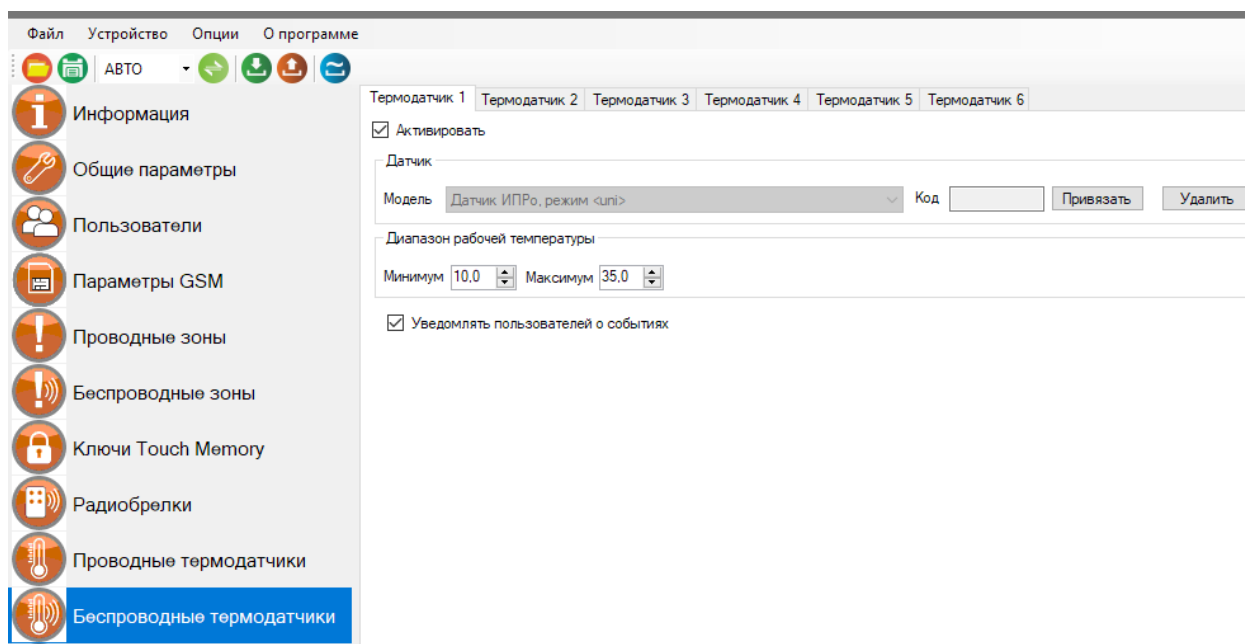 Файл Устройство Опции О программе
АВТО
Информация
Общие параметры
Пользователи
Параметры GSM
Проводные зоны
Беспроводные зоны
Ключи Touch Memory
Радиобрелки
Проводные термодатчики
Беспроводные термодатчики
Термодатчик 1 Термодатчик 2 Термодатчик 3 Термодатчик 4 Термодатчик 5 Термодатчик 6
Активировать
Датчик
Модель Датчик ИПРо, режим <uni> Код Привязать Удалить
Диапазон рабочей температуры
Минимум 10,0 Максимум 35,0
Уведомлять пользователей о событиях